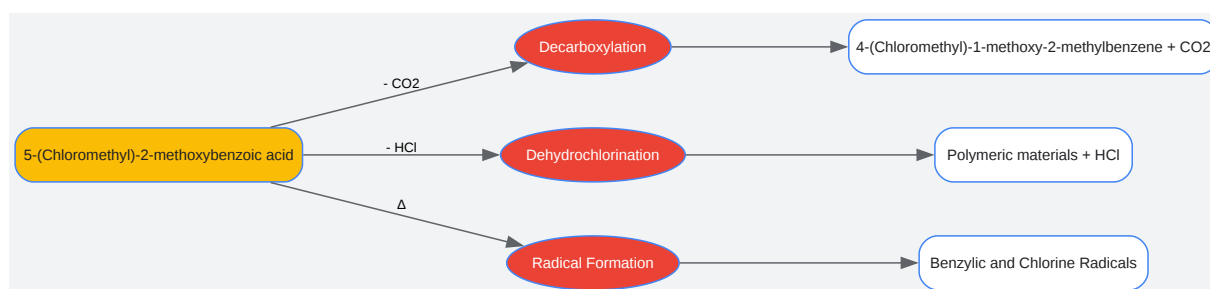 Decarboxylation
4-(Chloromethyl)-1-methoxy-2-methylbenzene + CO2
- CO2
5-(Chloromethyl)-2-methoxybenzoic acid
- HCl
Dehydrochlorination
Polymeric materials + HCl
Δ
Radical Formation
Benzylic and Chlorine Radicals